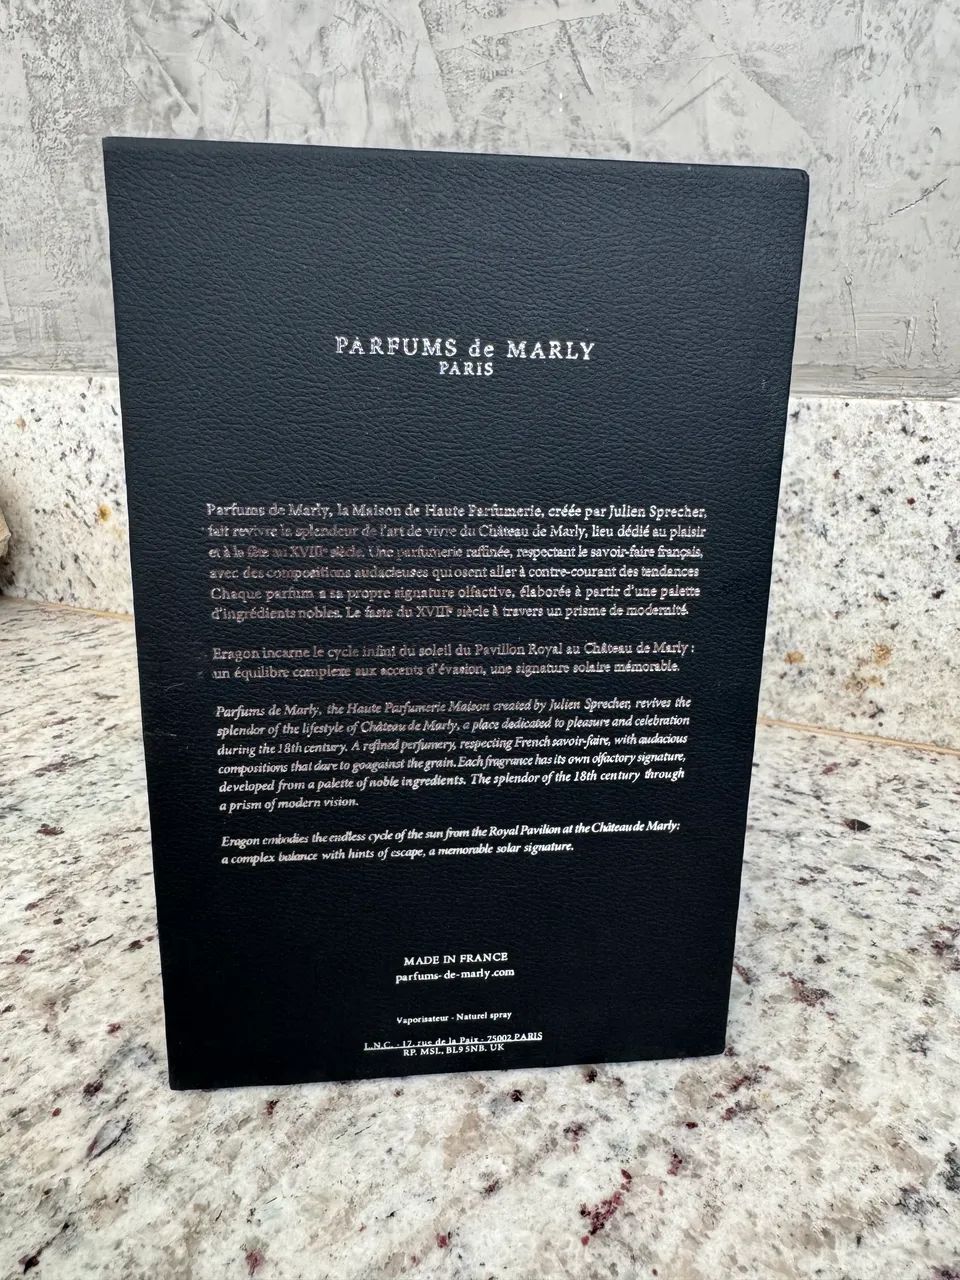 PARFUMS de MARLY
PARIS
Parfums de Marly, la Maison de Haute Parfumerie, créée par Julien Sprecher,
fait revivre le splendeur de l'art de vivre du Château de Marly, lieu dédié au plaisir
et à la fête au XVIIIe siècle. Une parfumerie raffinée, respectant le savoir-faire français,
avec des compositions audacieuses qui osent aller à contre-courant des tendances
Chaque parfum a sa propre signature olfactive, élaborée à partir d'une palette
d'ingrédients nobles. Le faste du XVIIIe siècle à travers un prisme de modernité.
Eragon incarne le cycle infini du soleil du Pavillon Royal au Château de Marly :
un équilibre complexe aux accents d'évasion, une signature solaire mémorable.
Parfums de Marly, the Haute Parfumerie Maison created by Julien Sprecher, revives the
splendor of the lifestyle of Château de Marly, a place dedicated to pleasure and celebration
during the 18th century. A refined perfumery, respecting French savoir-faire, with audacious
compositions that dare to goagainst the grain. Each fragrance has its own olfactory signature,
developed from a palette of noble ingredients. The splendor of the 18th century through
a prism of modern vision.
Eragon embodies the endless cycle of the sun from the Royal Pavilion at the Château de Marly:
a complex balance with hints of escape, a memorable solar signature.
MADE IN FRANCE
parfums-de-marly.com
Vaporisateur - Naturel spray
L.N.C. - 17, rue de la Paix - 75002 PARIS
RP. MSL, BL9 5NB. UK